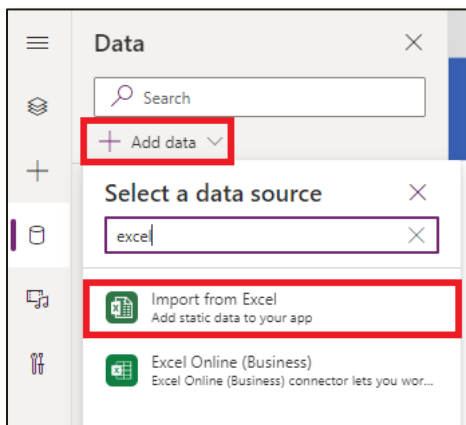 Data
Search
Add data
Select a data source
excel
Import from Excel
Add static data to your app
Excel Online (Business)
Excel Online (Business) connector lets you wor...